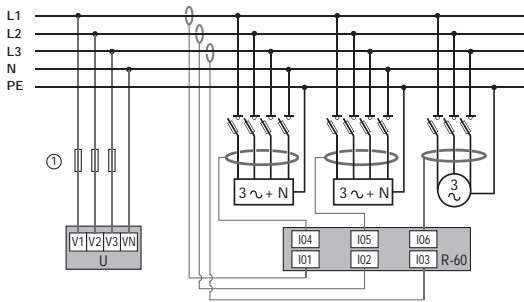 L1
L2
L3
N
PE
①
3 ∿ + N
3 ∿ + N
3
∿
V1 V2 V3 VN
U
I04 I05 I06
I01 I02 I03
R-60